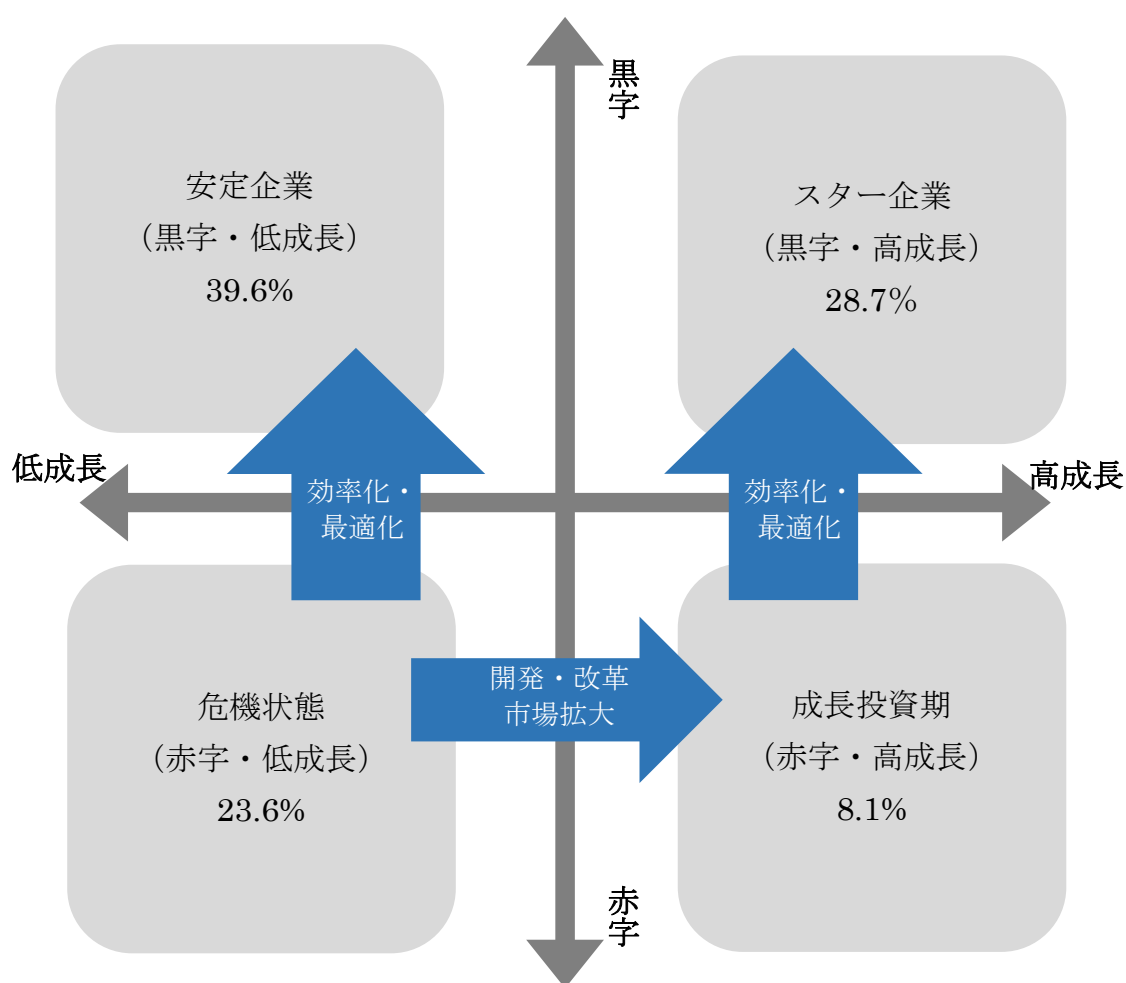 黒字
安定企業
（黒字・低成長）
39.6%
スター企業
（黒字・高成長）
28.7%
低成長
高成長
効率化・
最適化
効率化・
最適化
開発・改革
市場拡大
危機状態
（赤字・低成長）
23.6%
成長投資期
（赤字・高成長）
8.1%
赤字